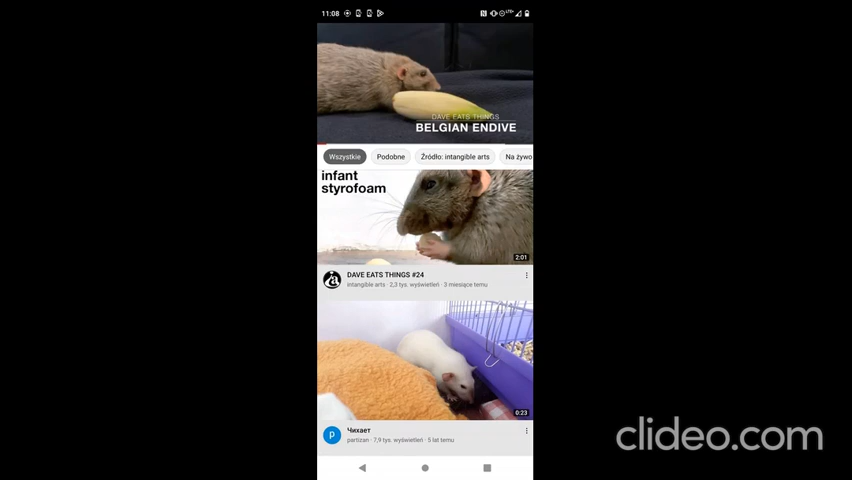 11:08
LTE+
DAVE EATS THINGS
BELGIAN ENDIVE
Wszystkie
Podobne
Źródło: intangible arts
Na żywo
infant
styrofoam
2:01
DAVE EATS THINGS #24
intangible arts · 2,3 tys. wyświetleń · 3 miesiące temu
0:23
p
Чихает
partizan · 7,9 tys. wyświetleń · 5 lat temu
clideo.com